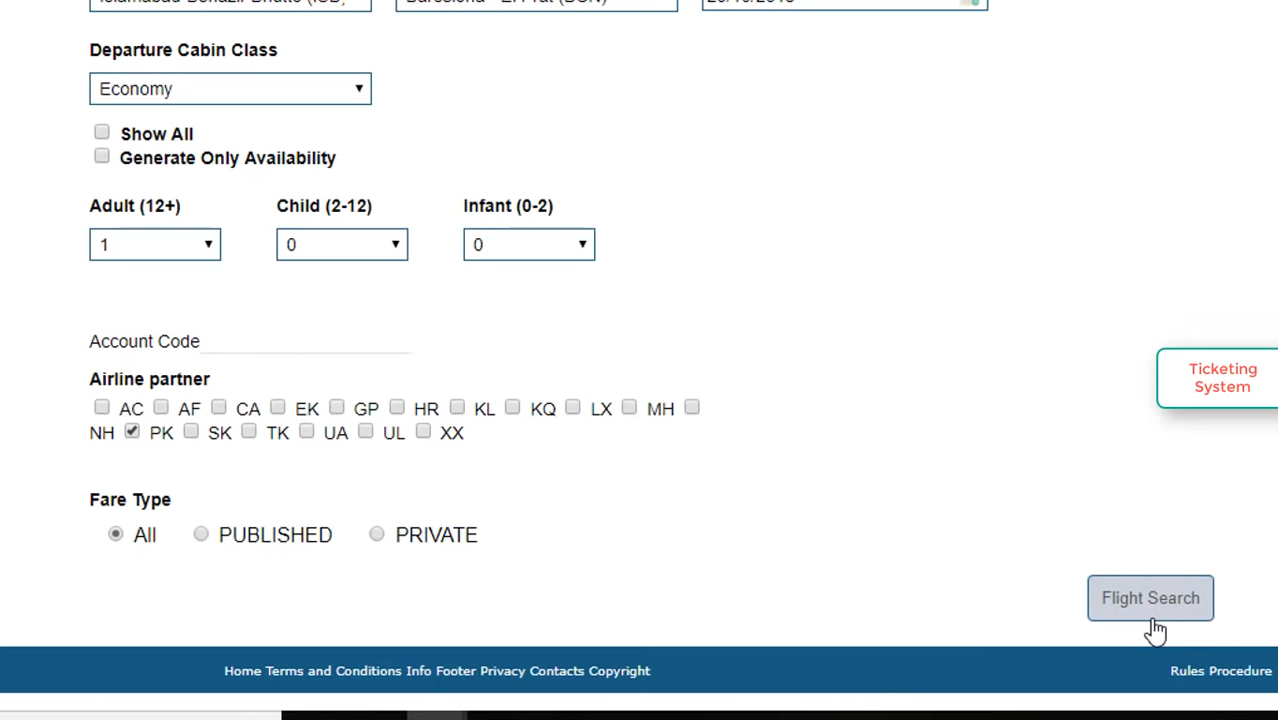 Departure Cabin Class
Economy
Show All
Generate Only Availability
Adult (12+) Child (2-12) Infant (0-2)
1 0 0
Account Code
Ticketing
System
Airline partner
AC AF CA EK GP HR KL KQ LX MH
NH PK SK TK UA UL XX
Fare Type
All PUBLISHED PRIVATE
Flight Search
Home Terms and Conditions Info Footer Privacy Contacts Copyright Rules Procedure